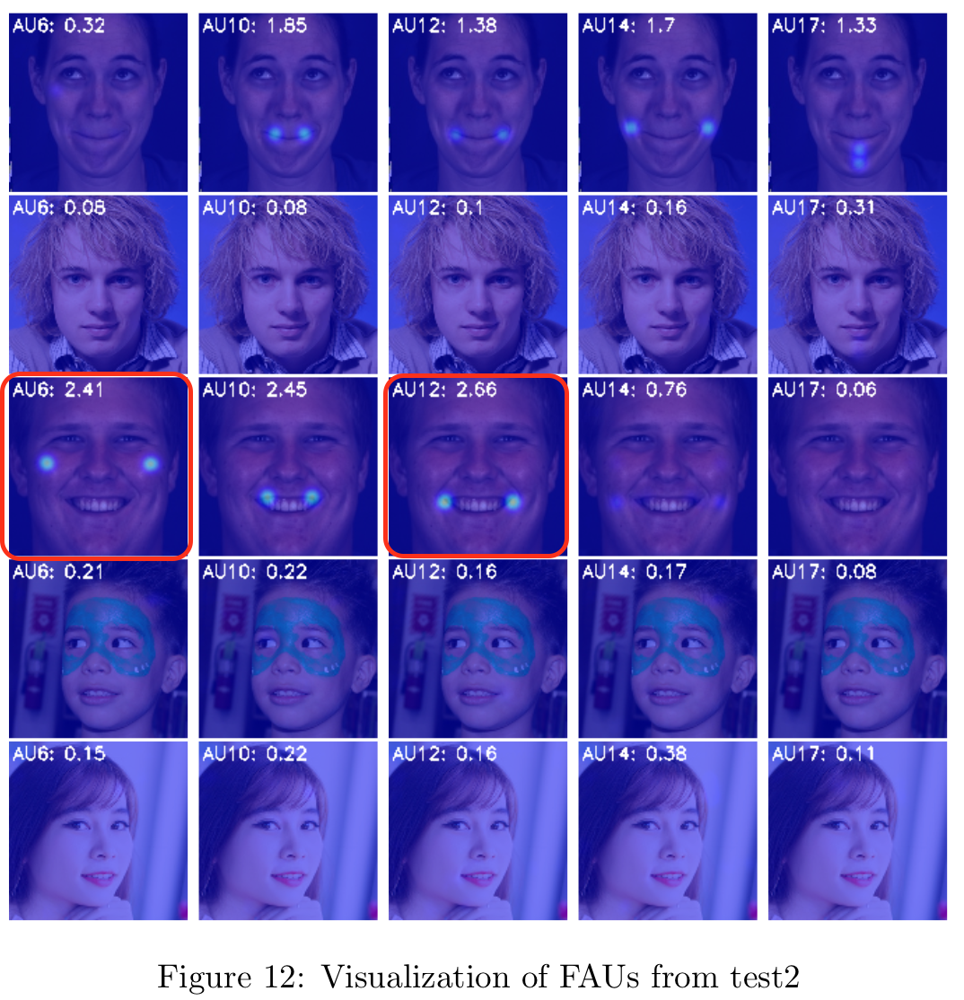 AU6: 0.32 AU10: 1.85 AU12: 1.38 AU14: 1.7 AU17: 1.33
AU6: 0.08 AU10: 0.08 AU12: 0.1 AU14: 0.16 AU17: 0.31
AU6: 2.41 AU10: 2.45 AU12: 2.66 AU14: 0.76 AU17: 0.06
AU6: 0.21 AU10: 0.22 AU12: 0.16 AU14: 0.17 AU17: 0.08
AU6: 0.15 AU10: 0.22 AU12: 0.16 AU14: 0.38 AU17: 0.11
Figure 12: Visualization of FAUs from test2